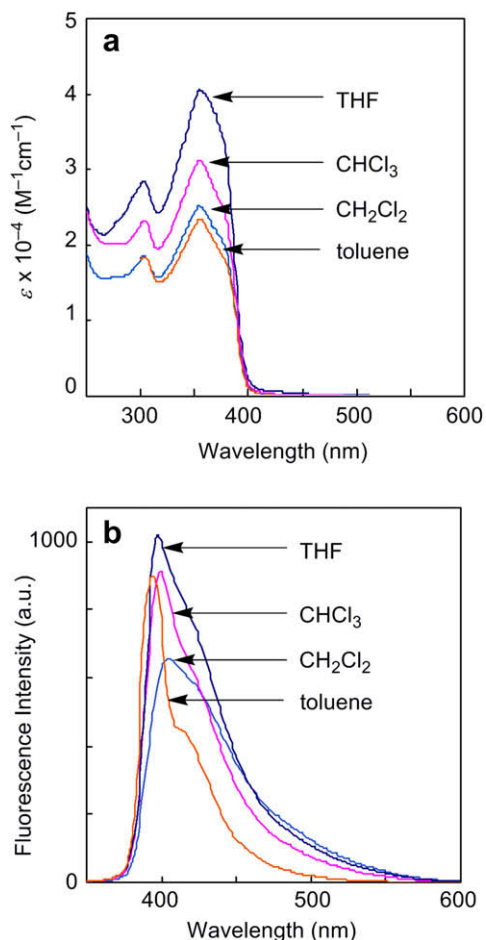 a
5
4
3
2
1
0
ε x 10⁻⁴ (M⁻¹cm⁻¹)
THF
CHCl₃
CH₂Cl₂
toluene
300 400 500 600
Wavelength (nm)
b
1000
0
Fluorescence Intensity (a.u.)
THF
CHCl₃
CH₂Cl₂
toluene
400 500 600
Wavelength (nm)